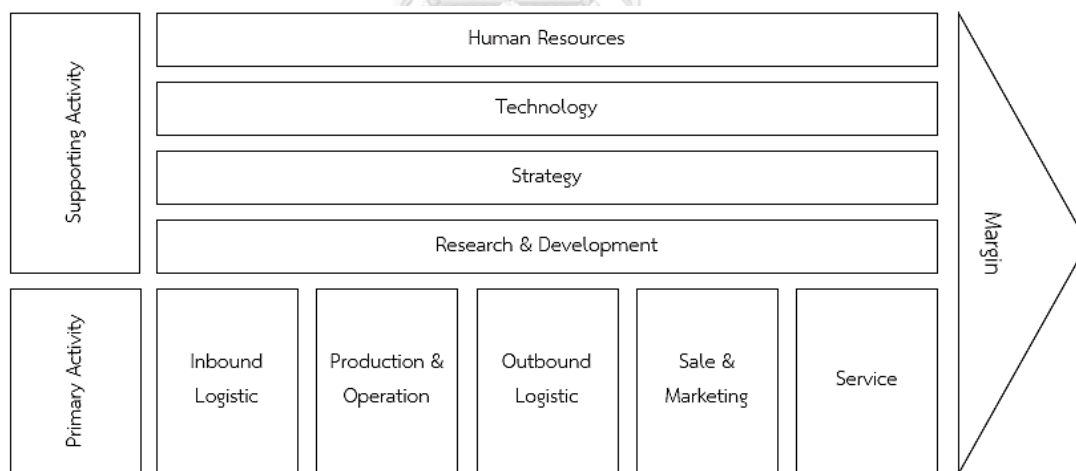 Supporting Activity
Human Resources
Technology
Strategy
Research & Development
Margin
Primary Activity
Inbound
Logistic
Production &
Operation
Outbound
Logistic
Sale &
Marketing
Service